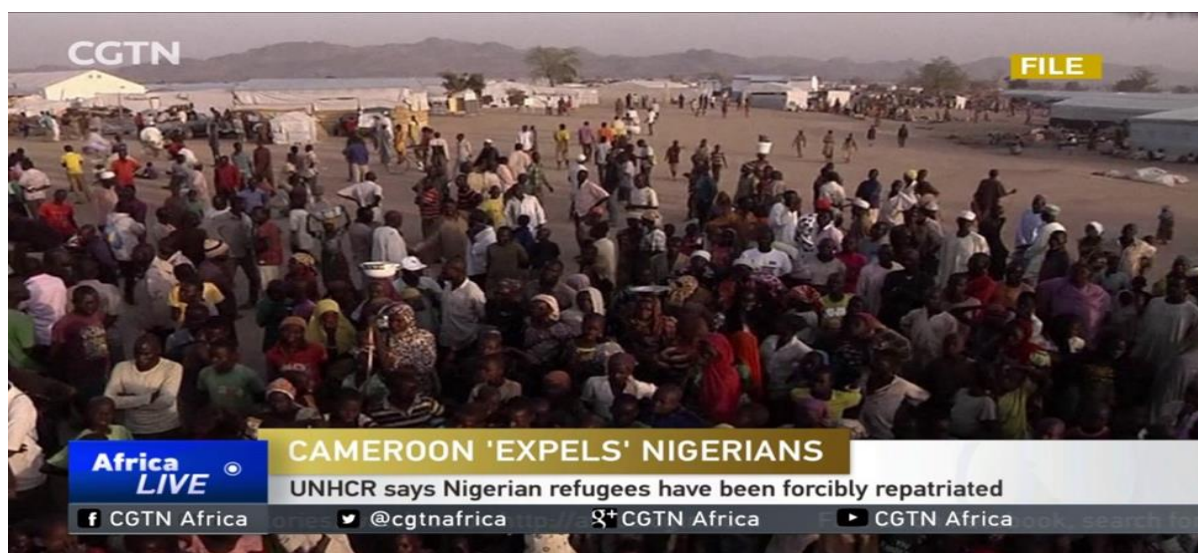 CGTN
FILE
CAMEROON 'EXPELS' NIGERIANS
Africa
LIVE
UNHCR says Nigerian refugees have been forcibly repatriated
CGTN Africa
@cgtnafrica
CGTN Africa
CGTN Africa